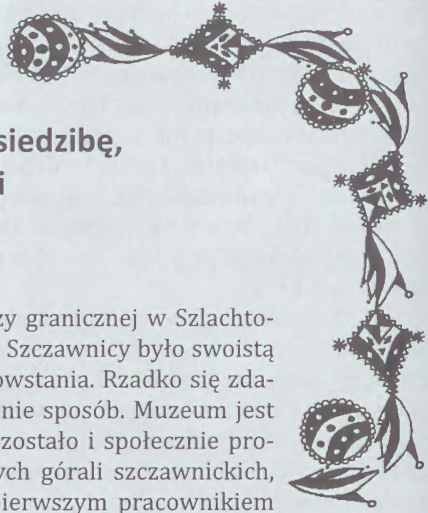 siedzibę,
i
zy granicznej w Szlachto-
Szczawnicy było swoistą
owstania. Rzadko się zda-
nie sposób. Muzeum jest
zostało i społecznie pro-
ych górali szczawnickich,
pierwszym pracownikiem